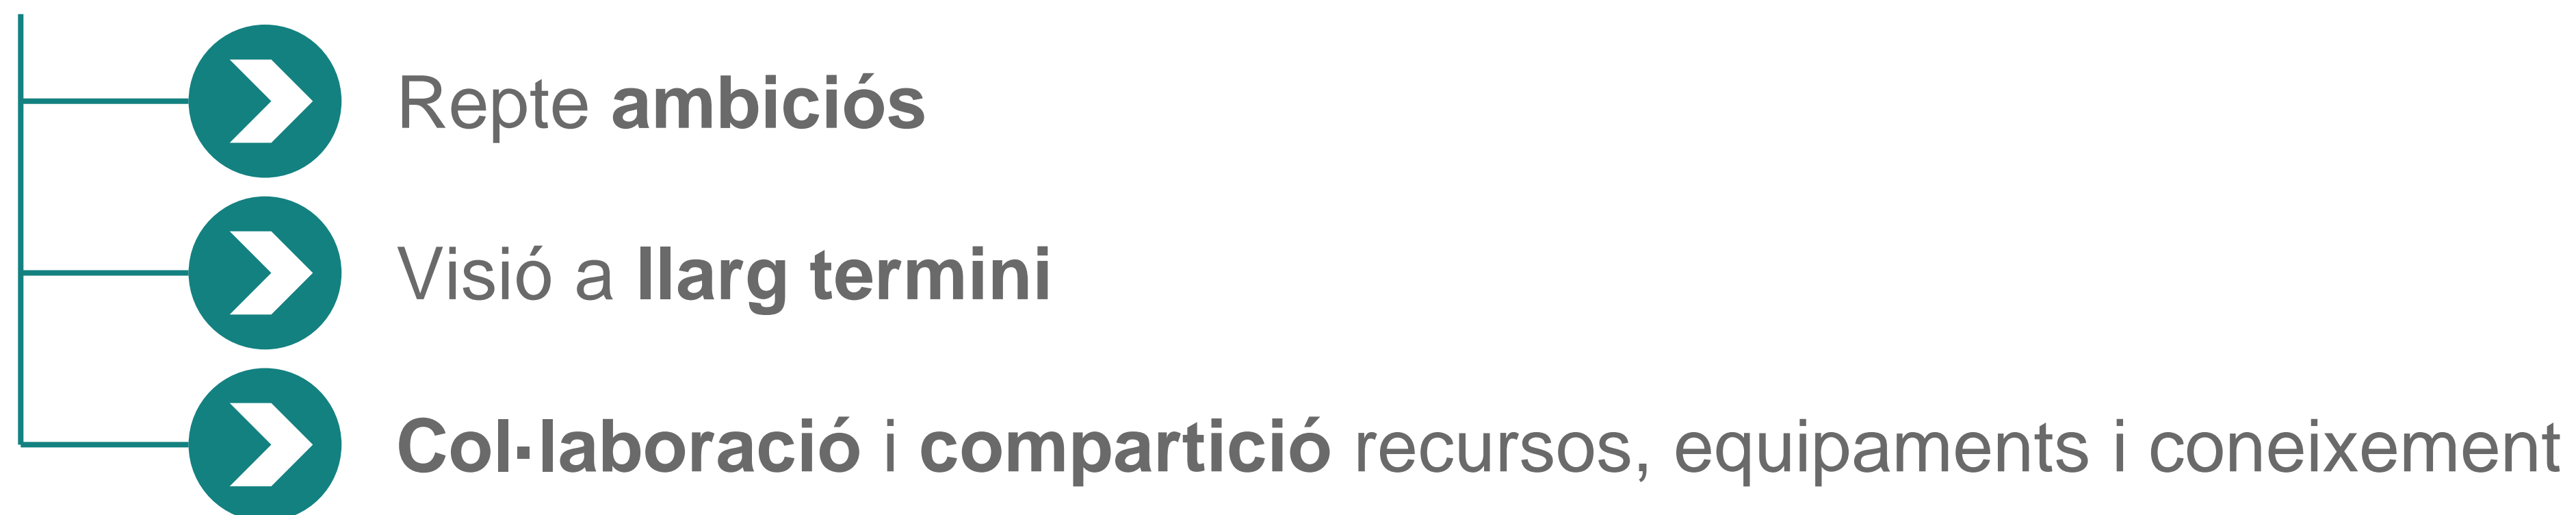 Repte ambiciós
Visió a llarg termini
Col·laboració i compartició recursos, equipaments i coneixement